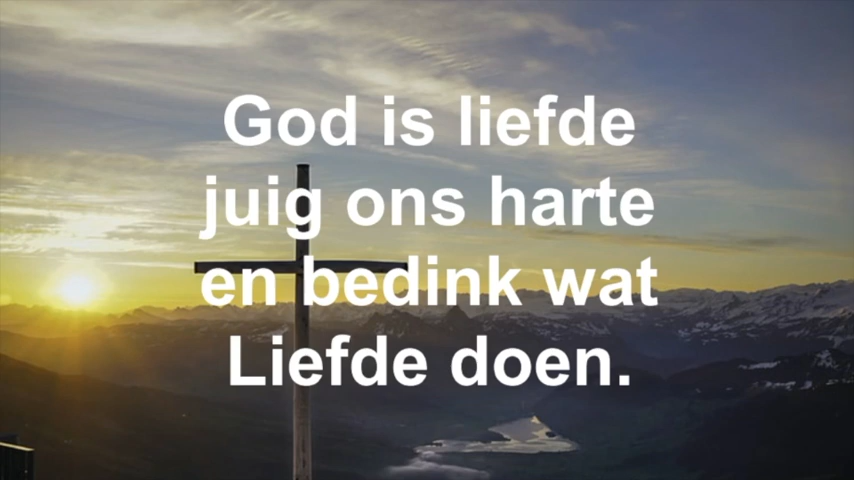 God is liefde
juig ons harte
en bedink wat
Liefde doen.